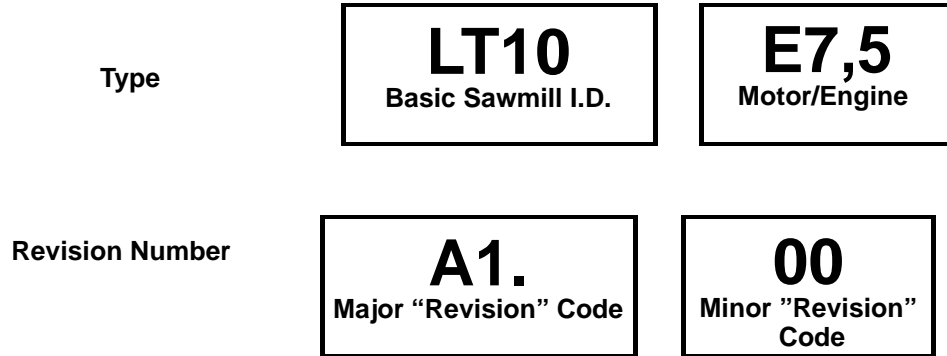 LT10
E7,5
Type
Basic Sawmill I.D.
Motor/Engine
Revision Number
A1.
00
Major “Revision” Code
Minor ”Revision”
Code